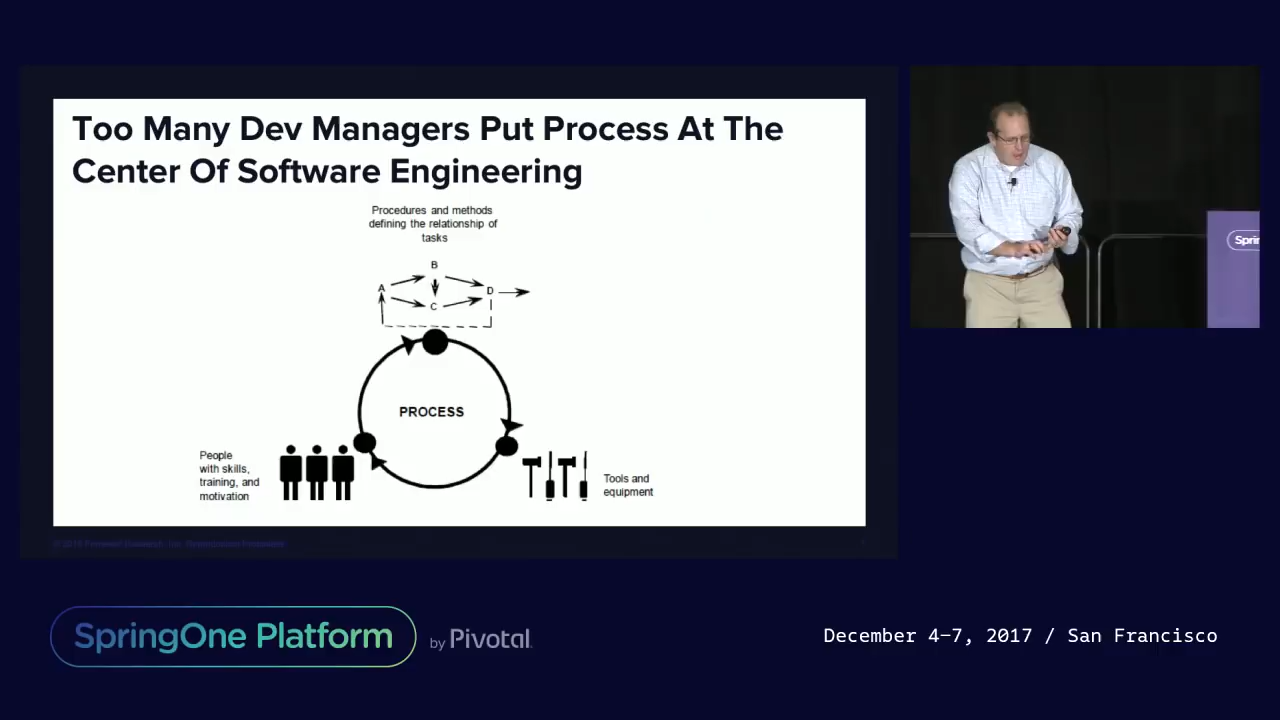 Too Many Dev Managers Put Process At The
Center Of Software Engineering
Procedures and methods
defining the relationship of
tasks
B
A
D
C
PROCESS
People
with skills,
training, and
motivation
Tools and
equipment
Sprin
SpringOne Platform
by Pivotal.
December 4–7, 2017 / San Francisco